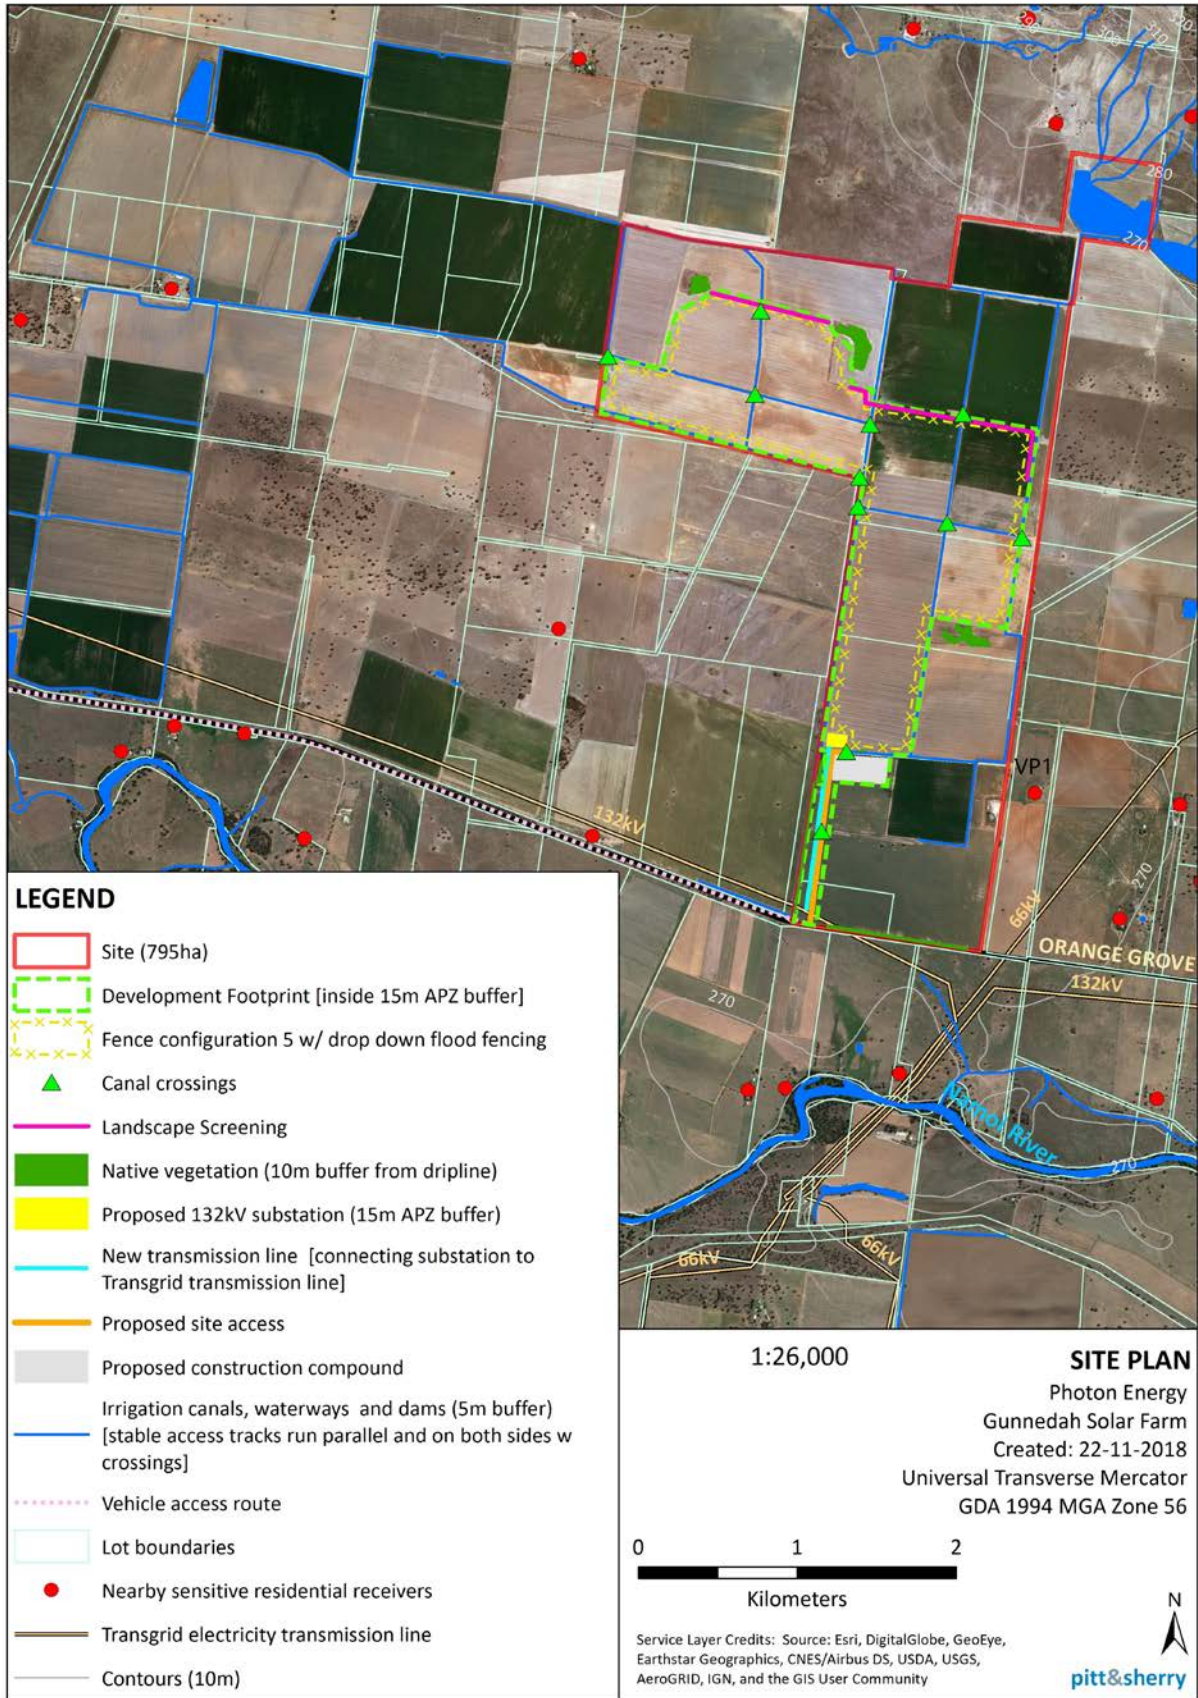 290
300
310
320
280
270
132kV
VP1
66kV
270
ORANGE GROVE
132kV
270
Namoi River
270
66kV
66kV
LEGEND
Site (795ha)
Development Footprint [inside 15m APZ buffer]
Fence configuration 5 w/ drop down flood fencing
Canal crossings
Landscape Screening
Native vegetation (10m buffer from dripline)
Proposed 132kV substation (15m APZ buffer)
New transmission line [connecting substation to
Transgrid transmission line]
Proposed site access
Proposed construction compound
Irrigation canals, waterways and dams (5m buffer)
[stable access tracks run parallel and on both sides w
crossings]
Vehicle access route
Lot boundaries
Nearby sensitive residential receivers
Transgrid electricity transmission line
Contours (10m)
1:26,000
SITE PLAN
Photon Energy
Gunnedah Solar Farm
Created: 22-11-2018
Universal Transverse Mercator
GDA 1994 MGA Zone 56
0 1 2
Kilometers
N
Service Layer Credits: Source: Esri, DigitalGlobe, GeoEye,
Earthstar Geographics, CNES/Airbus DS, USDA, USGS,
AeroGRID, IGN, and the GIS User Community
pitt&sherry